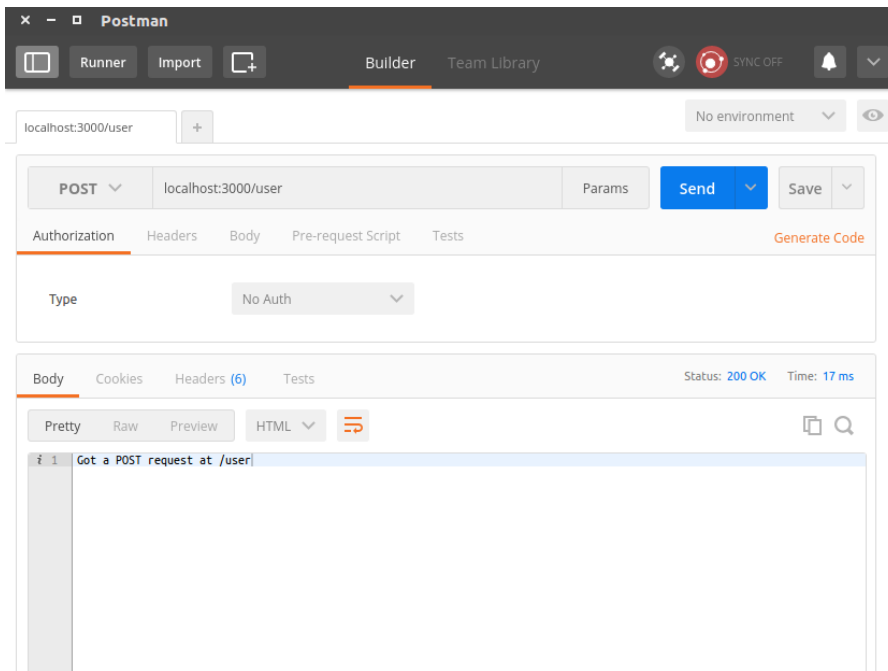 Postman
Runner Import Builder Team Library SYNC OFF
localhost:3000/user + No environment
POST localhost:3000/user Params Send Save
Authorization Headers Body Pre-request Script Tests Generate Code
Type No Auth
Body Cookies Headers (6) Tests Status: 200 OK Time: 17 ms
Pretty Raw Preview HTML
i 1 Got a POST request at /user